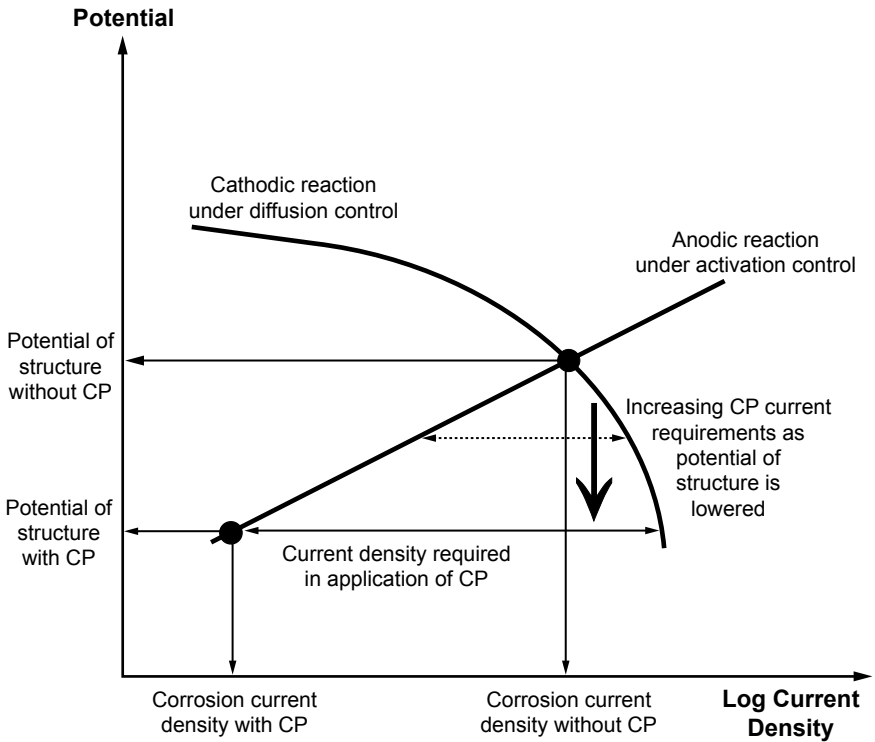 Potential
Cathodic reaction
under diffusion control
Anodic reaction
under activation control
Potential of
structure
without CP
Increasing CP current
requirements as
potential of
structure is
lowered
Potential of
structure
with CP
Current density required
in application of CP
Corrosion current
density with CP
Corrosion current
density without CP
Log Current
Density